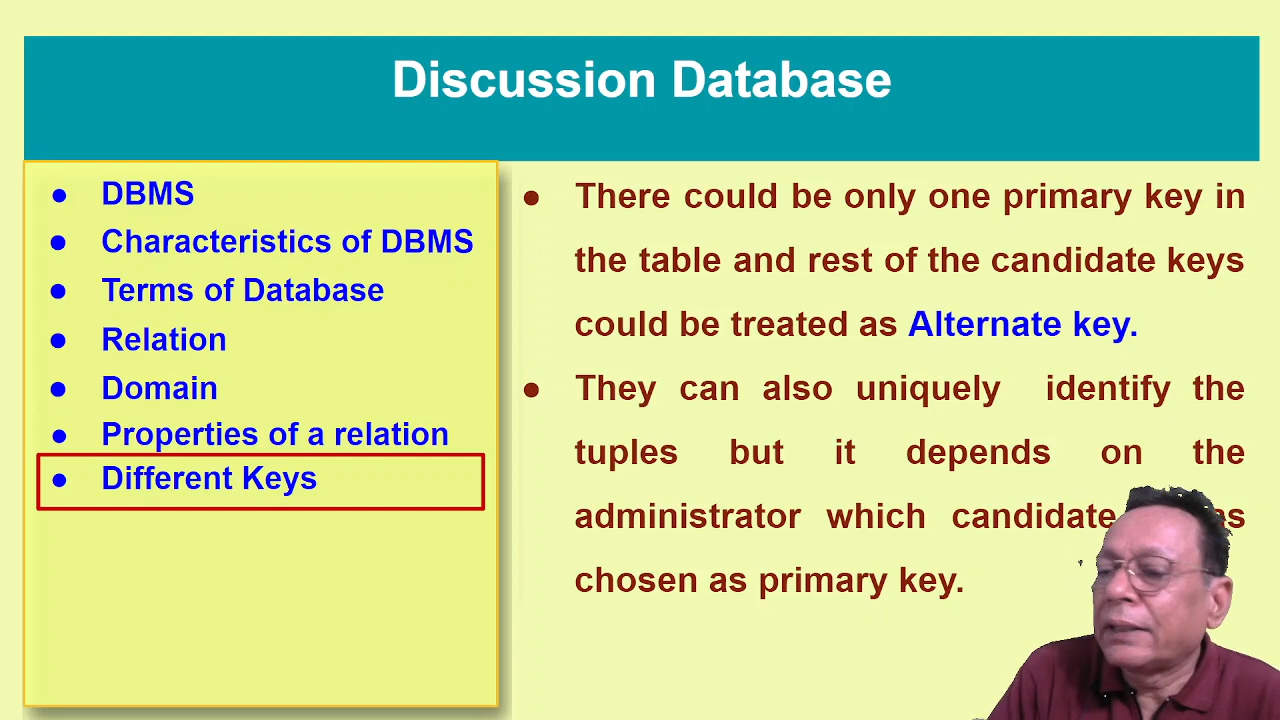 Discussion Database
● DBMS
● Characteristics of DBMS
● Terms of Database
● Relation
● Domain
● Properties of a relation
● Different Keys
● There could be only one primary key in
the table and rest of the candidate keys
could be treated as Alternate key.
● They can also uniquely identify the
tuples but it depends on the
administrator which candidate
chosen as primary key.